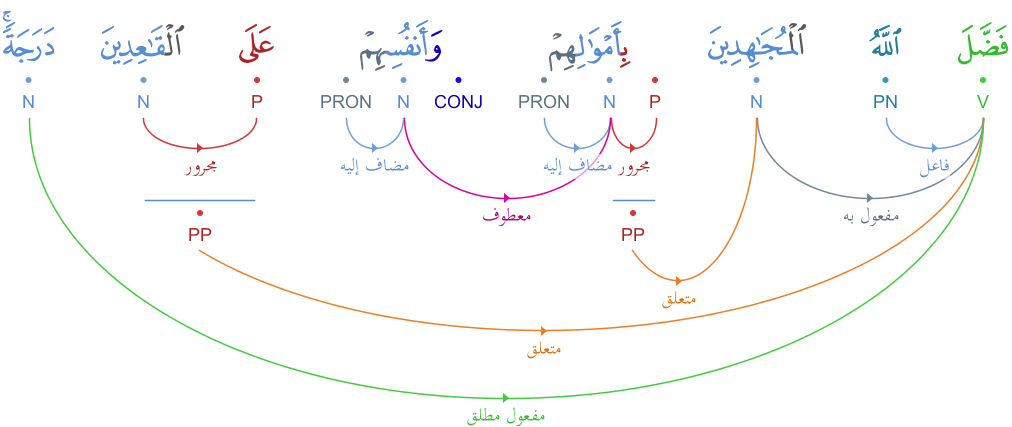 فَضَّلَ ٱللَّهُ ٱلْمُجَٰهِدِينَ بِأَمْوَٰلِهِمْ وَأَنفُسِهِمْ عَلَى ٱلْقَٰعِدِينَ دَرَجَةً ۚ
V PN N P N PRON CONJ N PRON P N N
فاعل مجرور مضاف إليه مضاف إليه مجرور
مفعول به معطوف
PP PP
متعلق
متعلق
مفعول مطلق